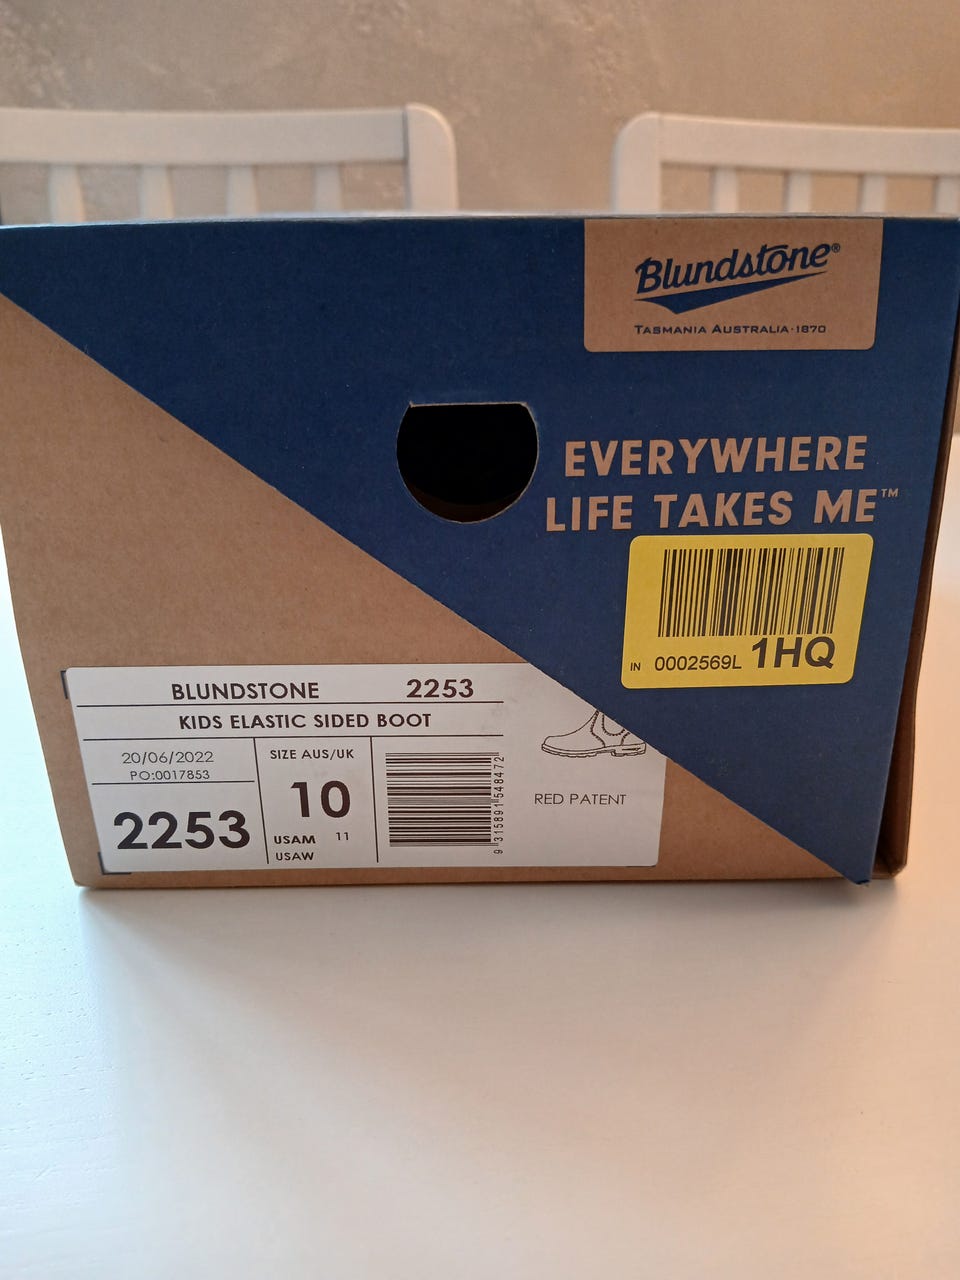 Blundstone®
TASMANIA AUSTRALIA·1870
EVERYWHERE
LIFE TAKES ME™
IN 0002569L 1HQ
BLUNDSTONE 2253
KIDS ELASTIC SIDED BOOT
20/06/2022
PO:0017853
2253
SIZE AUS/UK
10
USAM 11
USAW
9 315891 548472
RED PATENT